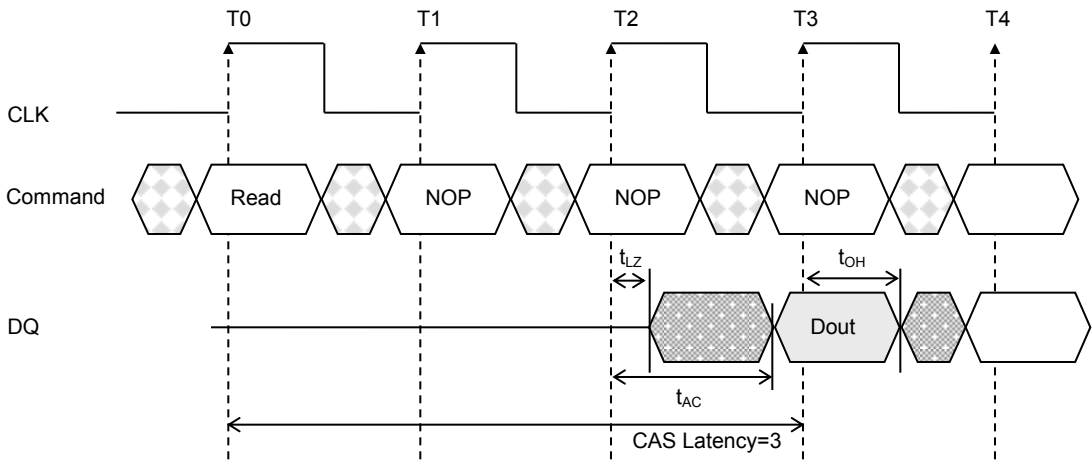 T0 T1 T2 T3 T4
CLK
Command Read NOP NOP NOP
tLZ tOH
DQ Dout
tAC
CAS Latency=3